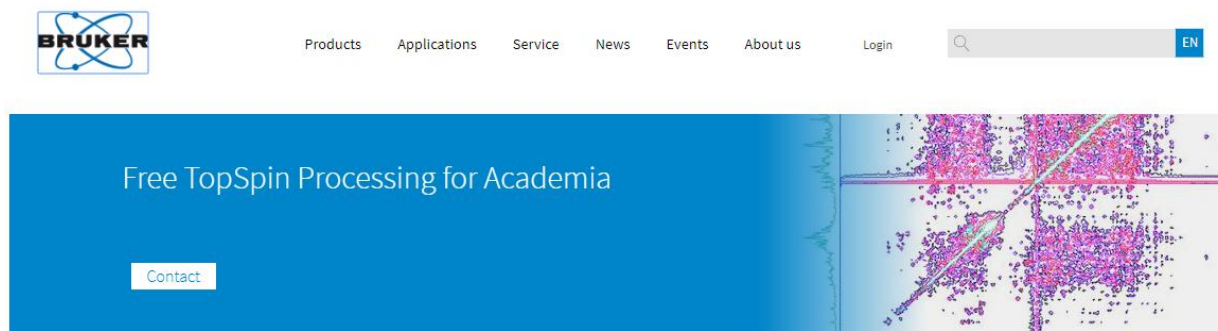 BRUKER
Products Applications Service News Events About us Login EN
Free TopSpin Processing for Academia
Contact